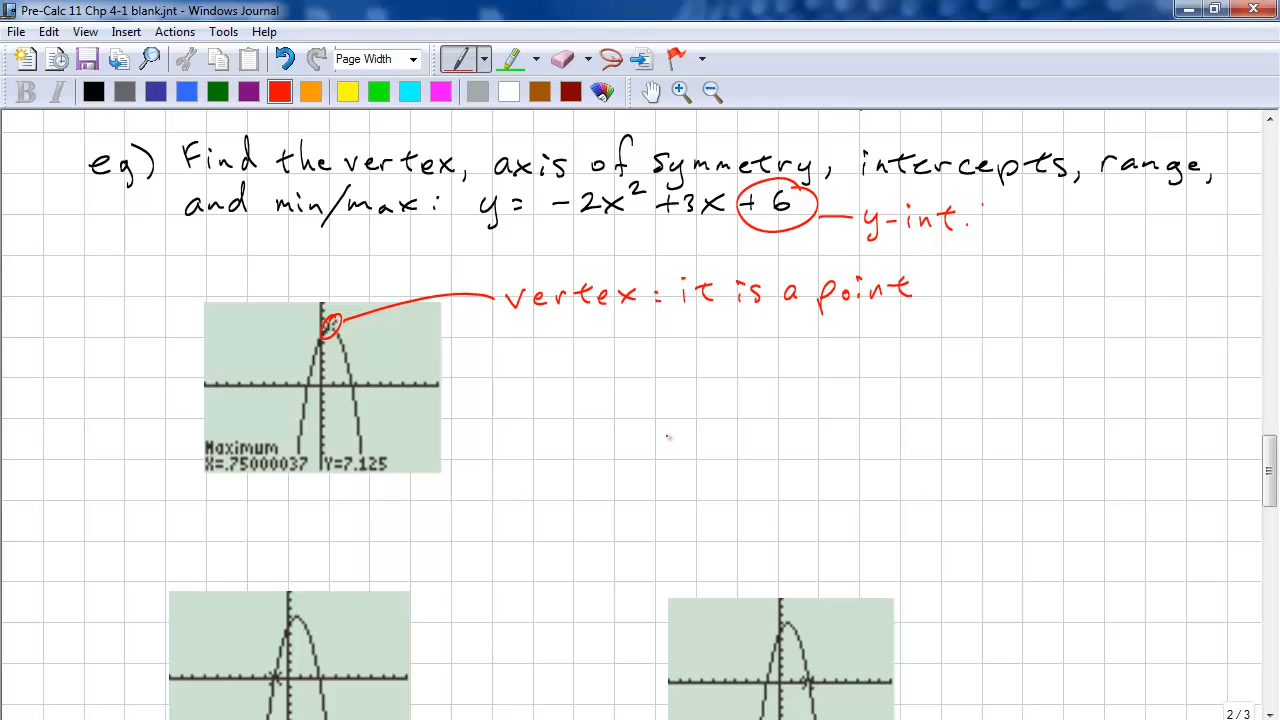 Pre-Calc 11 Chp 4-1 blank.jnt - Windows Journal
File Edit View Insert Actions Tools Help
Page Width
B I
eg) Find the vertex, axis of symmetry, intercepts, range,
and min/max: y = -2x² +3x + 6
y-int.
vertex: it is a point
Maximum
X=.75000037 Y=7.125
2 / 3